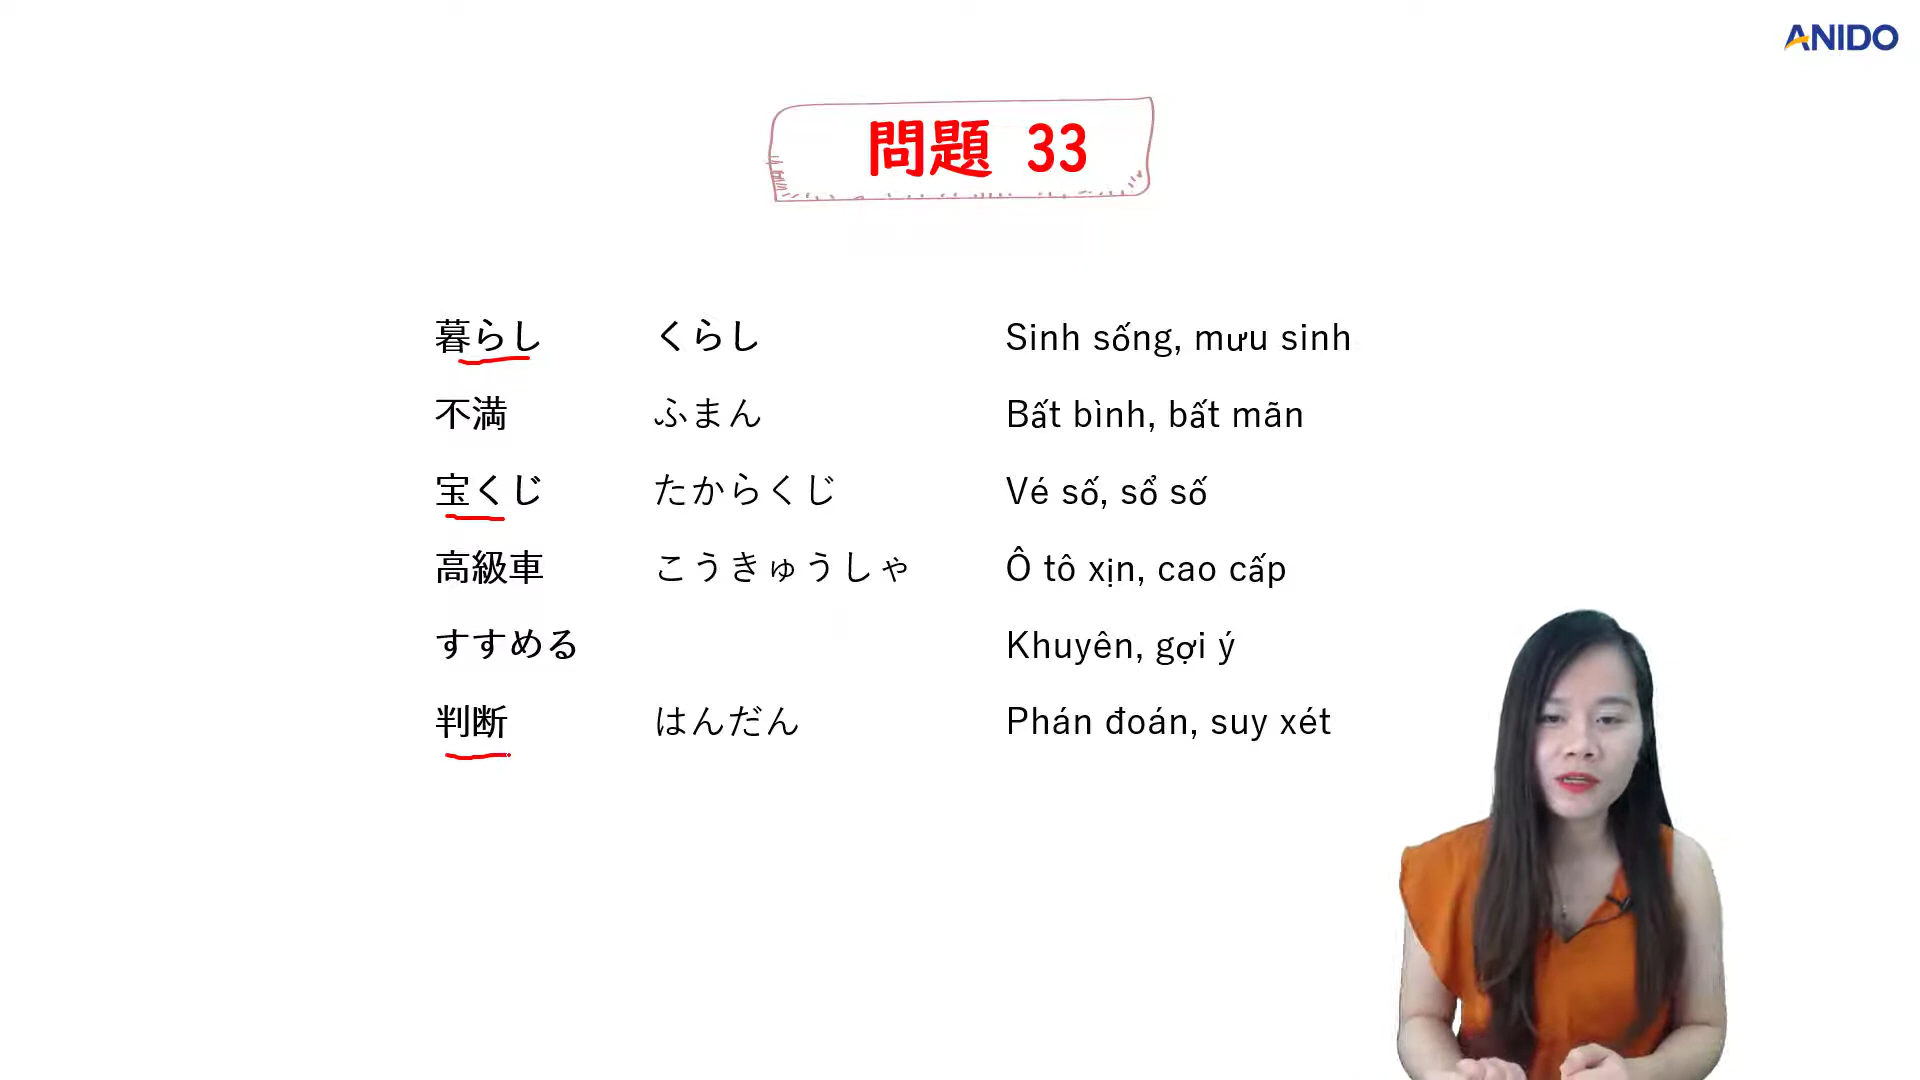 ANIDO
問題 33
暮らし くらし Sinh sống, mưu sinh
不満 ふまん Bất bình, bất mãn
宝くじ たからくじ Vé số, sổ số
高級車 こうきゅうしゃ Ô tô xịn, cao cấp
すすめる Khuyên, gợi ý
判断 はんだん Phán đoán, suy xét